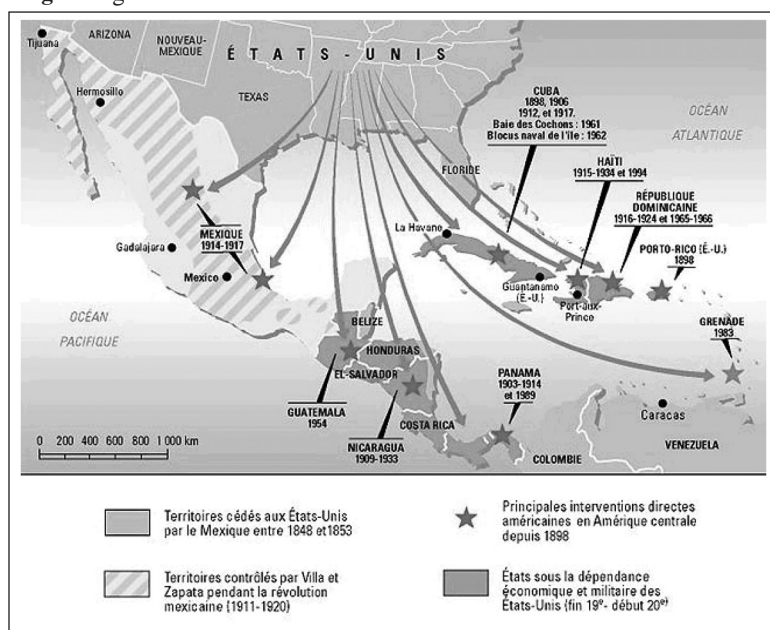 ARIZONA
NOUVEAU-
MEXIQUE
Tijuana
ÉTATS-UNIS
Hermosillo
TEXAS
OCÉAN
ATLANTIQUE
CUBA
1898, 1906
1912, et 1917.
Baie des Cochons : 1961
Blocus naval de l'île : 1962
FLORIDE
HAÏTI
1915-1934 et 1994
RÉPUBLIQUE
DOMINICAINE
1916-1924 et 1965-1966
MEXIQUE
1914-1917
La Havane
PORTO-RICO (É.-U.)
1898
Gadalajara
Mexico
Guantanamo
(É.-U.)
Port-aux-
Prince
OCÉAN
PACIFIQUE
BELIZE
GRENADE
1983
HONDURAS
EL-SALVADOR
PANAMA
1903-1914
et 1989
GUATEMALA
1954
COSTA RICA
Caracas
NICARAGUA
1909-1933
VENEZUELA
COLOMBIE
0 200 400 600 800 1 000 km
Territoires cédés aux États-Unis
par le Mexique entre 1848 et1853
Principales interventions directes
américaines en Amérique centrale
depuis 1898
Territoires contrôlés par Villa et
Zapata pendant la révolution
mexicaine (1911-1920)
États sous la dépendance
économique et militaire des
États-Unis (fin 19e- début 20e)